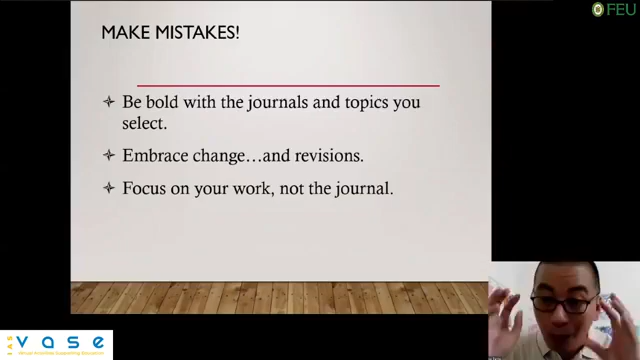 FEU
MAKE MISTAKES!
Be bold with the journals and topics you
select.
Embrace change…and revisions.
Focus on your work, not the journal.
IAS
vase